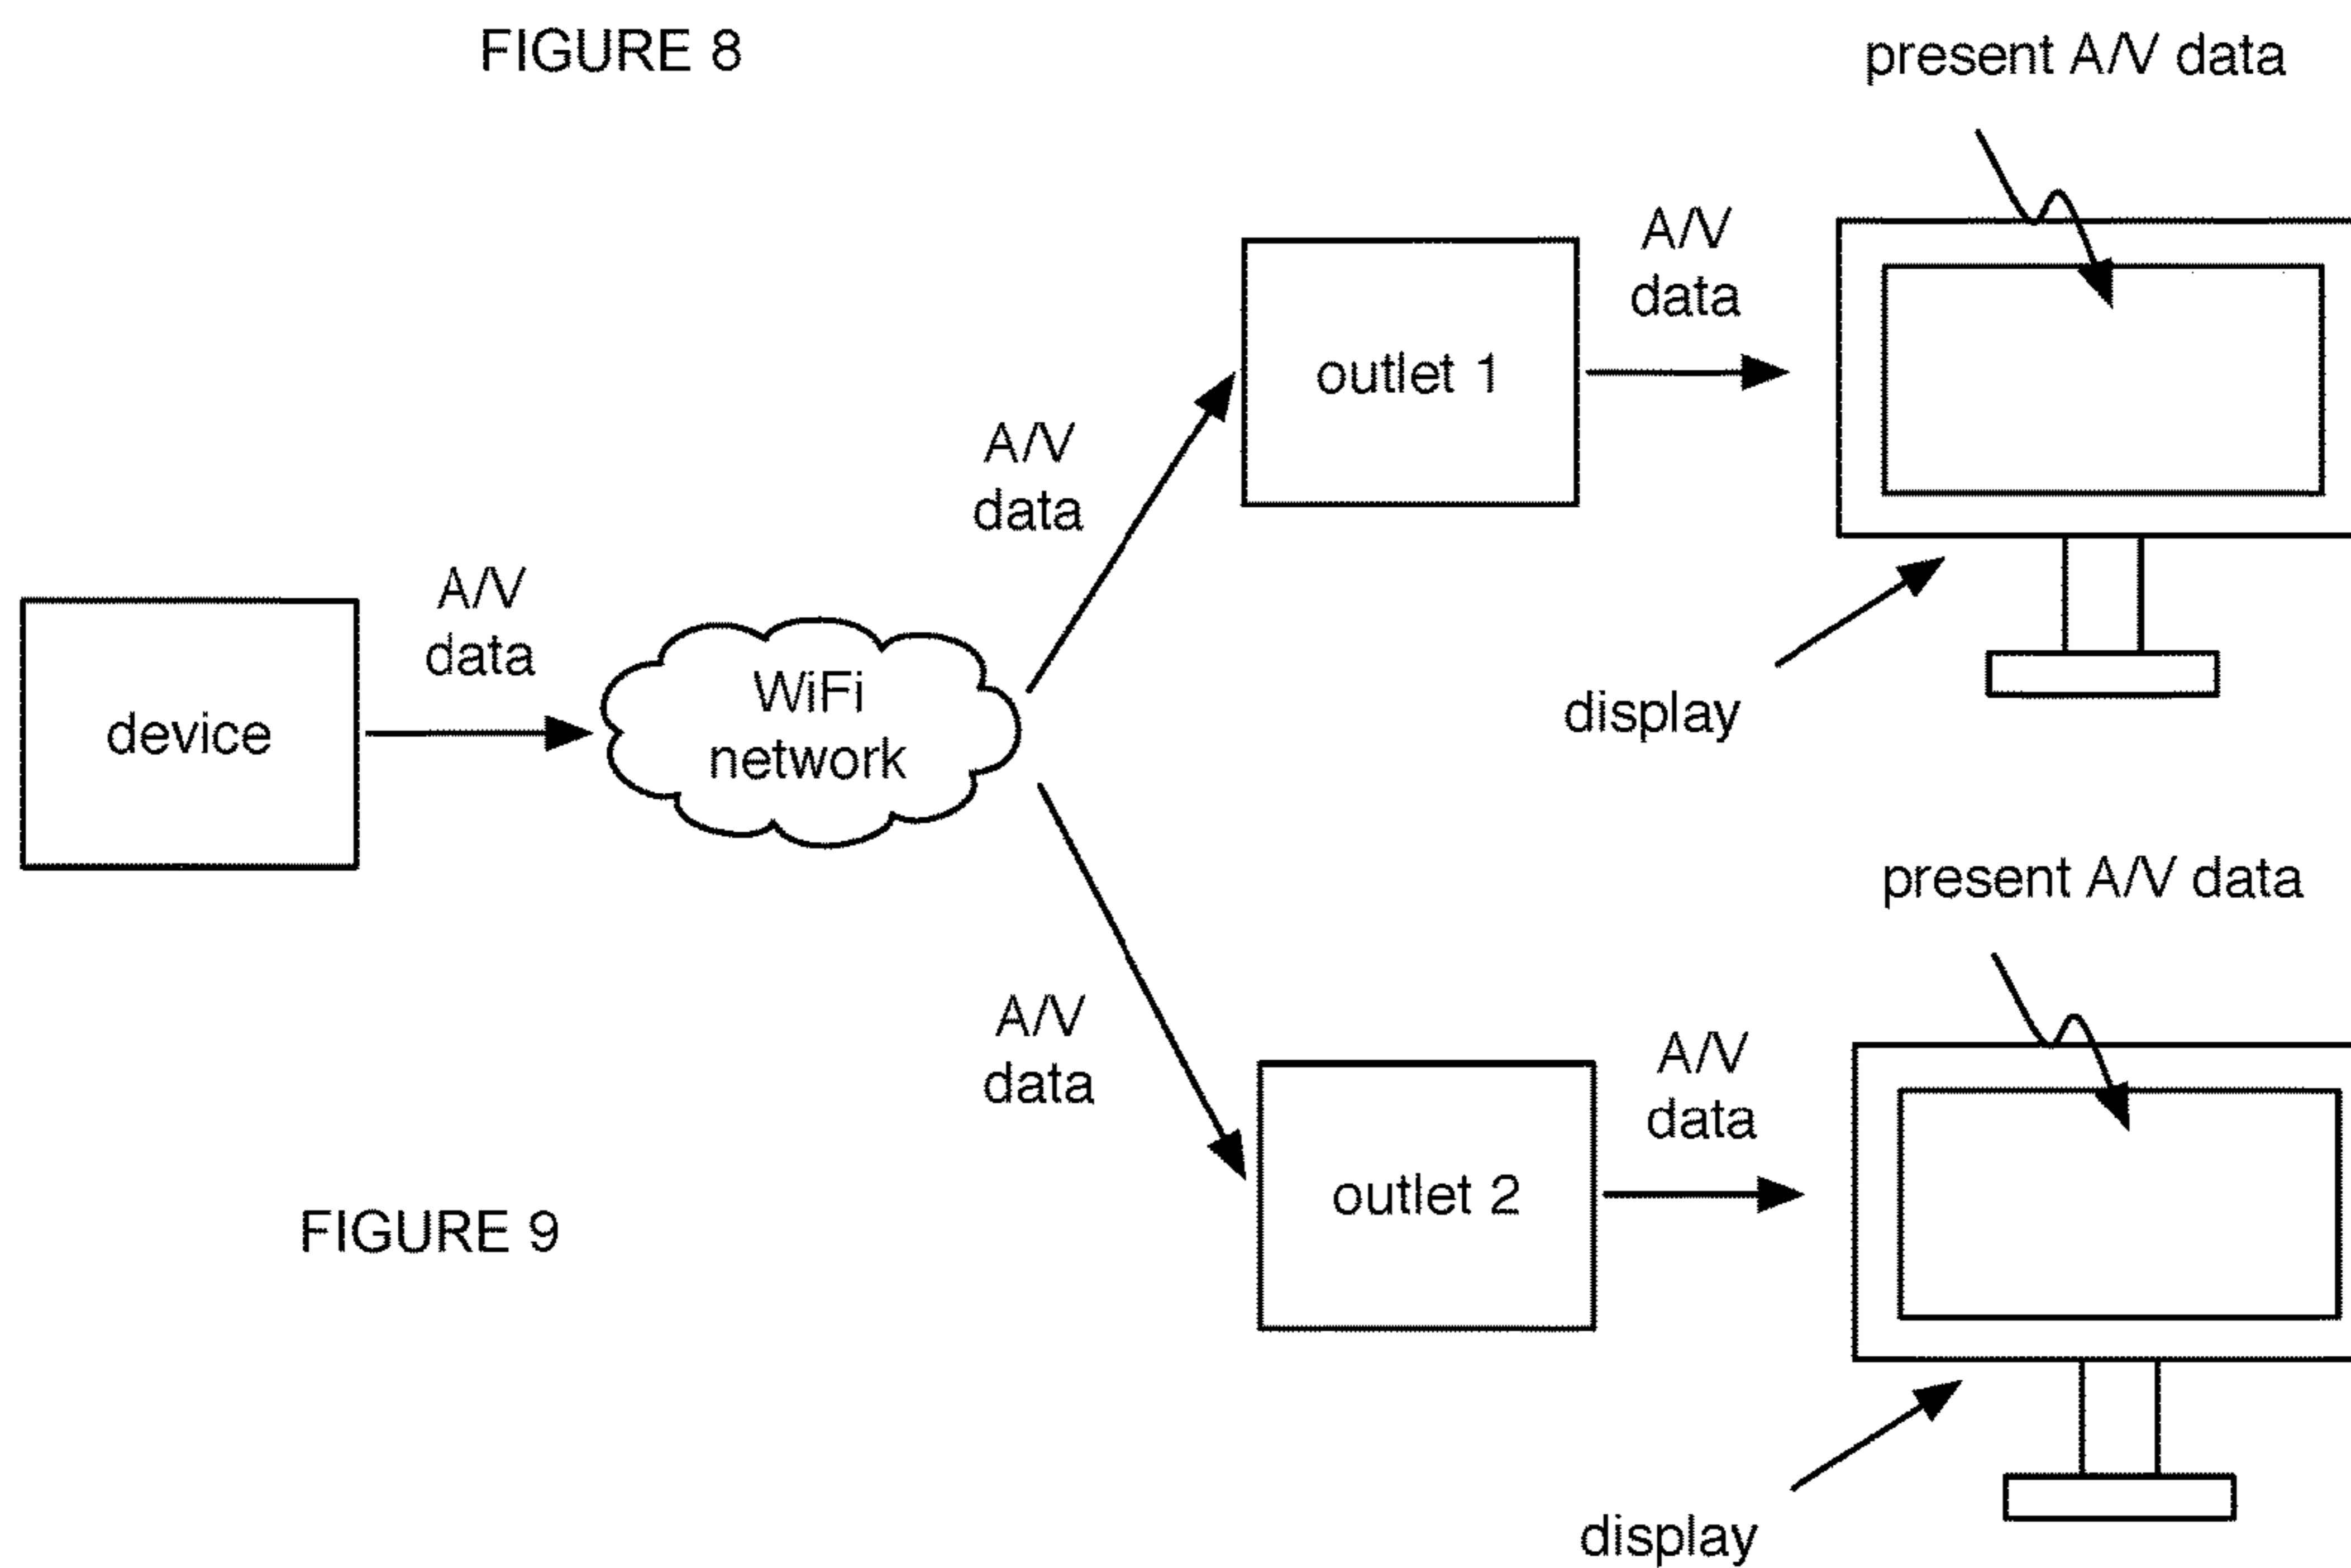 FIGURE 8
present A/V data
A/V
data
outlet 1
A/V
data
A/V
data
device
WiFi
network
display
present A/V data
A/V
data
A/V
data
outlet 2
FIGURE 9
display